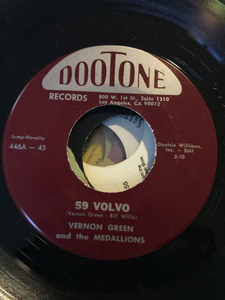 DOOTONE
RECORDS
800 W. 1st St., Suite 1310
Los Angeles, CA 90012
Jump-Novelty
446A - 45
Dootsie Williams,
Inc. - BMI
2:10
59 VOLVO
(Vernon Green - Bill Willis)
VERNON GREEN
and the MEDALLIONS